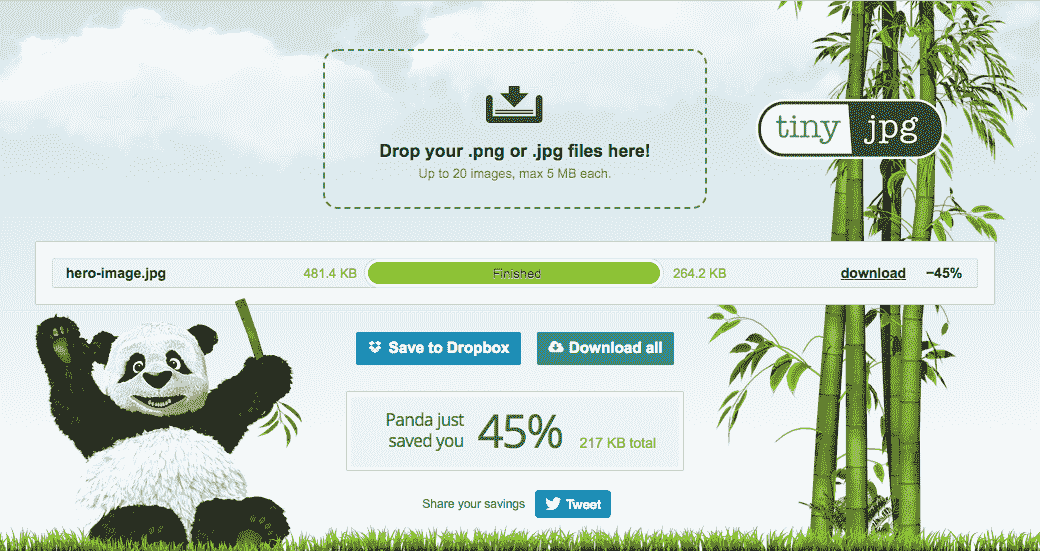 Drop your .png or .jpg files here!
Up to 20 images, max 5 MB each.
tiny jpg
hero-image.jpg 481.4 KB Finished 264.2 KB download −45%
Save to Dropbox Download all
Panda just
saved you 45% 217 KB total
Share your savings Tweet